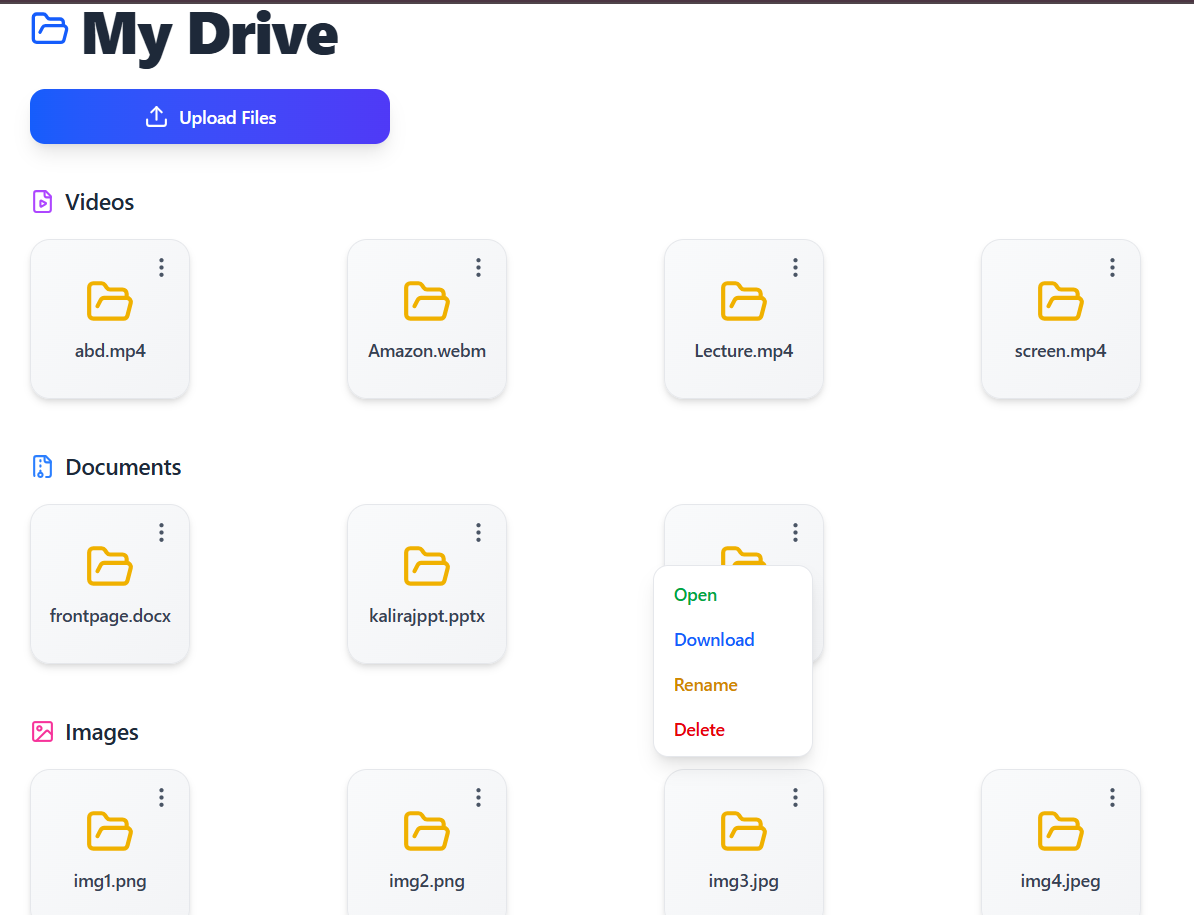 My Drive
Upload Files
Videos
abd.mp4
Amazon.webm
Lecture.mp4
screen.mp4
Documents
frontpage.docx
kalirajppt.pptx
Open
Download
Rename
Delete
Images
img1.png
img2.png
img3.jpg
img4.jpeg